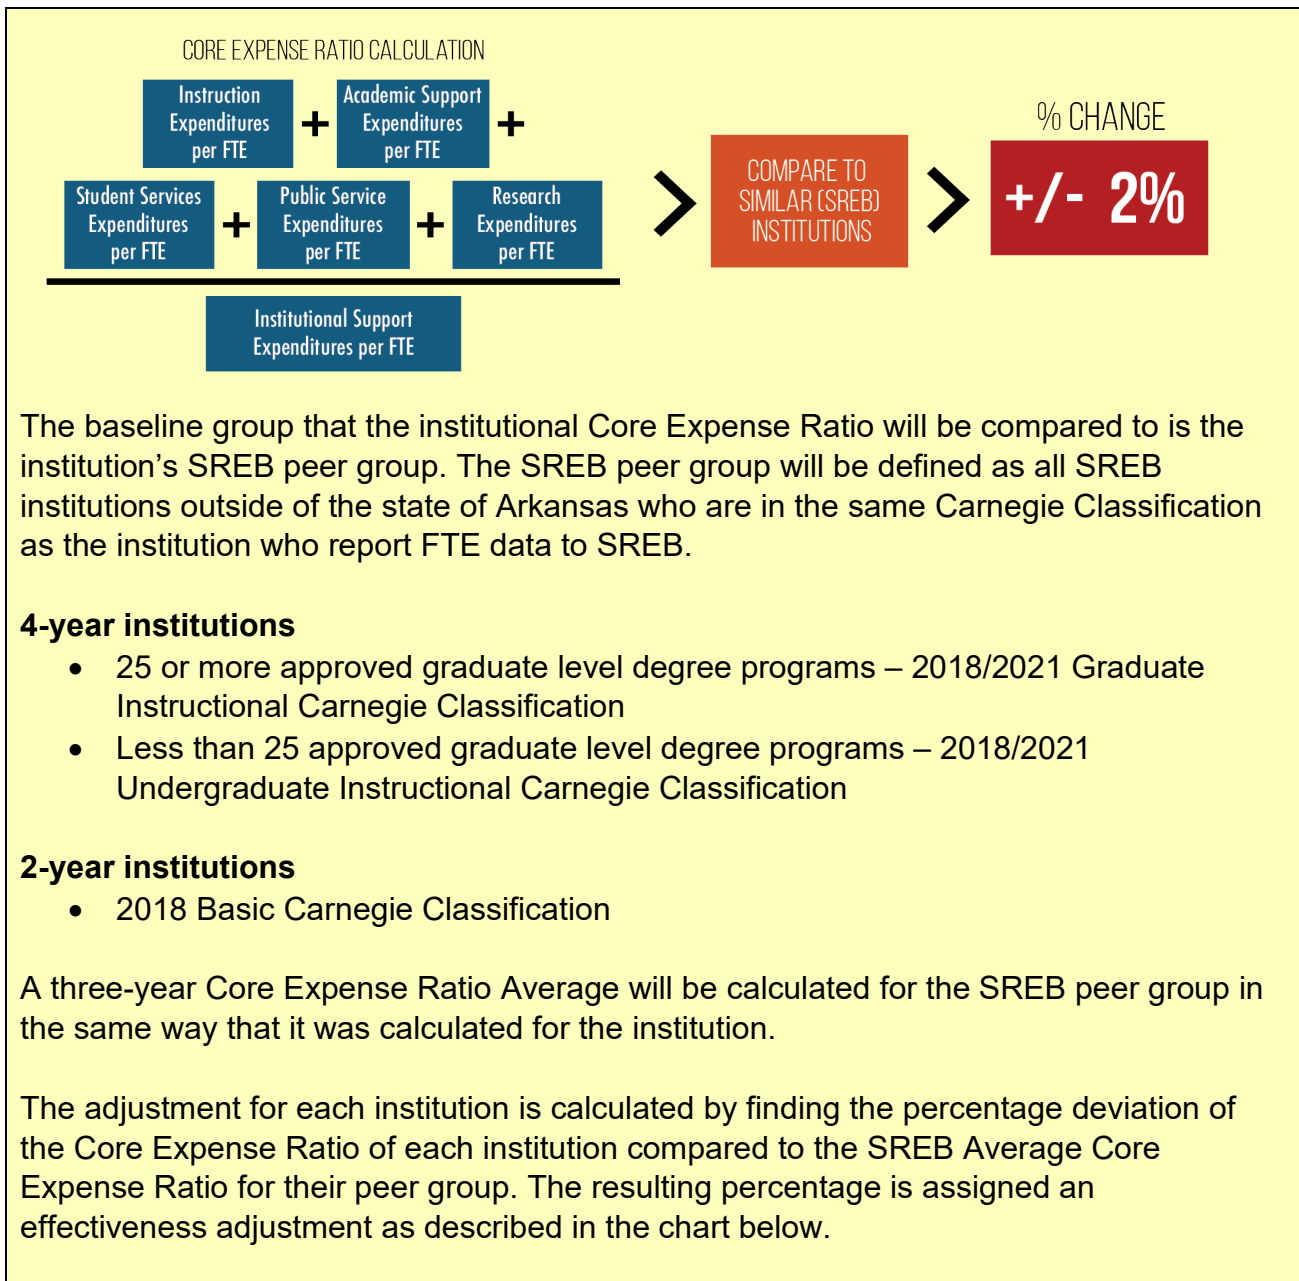 CORE EXPENSE RATIO CALCULATION
Instruction
Expenditures
per FTE
+
Academic Support
Expenditures
per FTE
+
Student Services
Expenditures
per FTE
+
Public Service
Expenditures
per FTE
+
Research
Expenditures
per FTE
Institutional Support
Expenditures per FTE
>
COMPARE TO
SIMILAR (SREB)
INSTITUTIONS
>
% CHANGE
+/- 2%
The baseline group that the institutional Core Expense Ratio will be compared to is the
institution’s SREB peer group. The SREB peer group will be defined as all SREB
institutions outside of the state of Arkansas who are in the same Carnegie Classification
as the institution who report FTE data to SREB.
4-year institutions
• 25 or more approved graduate level degree programs – 2018/2021 Graduate
Instructional Carnegie Classification
• Less than 25 approved graduate level degree programs – 2018/2021
Undergraduate Instructional Carnegie Classification
2-year institutions
• 2018 Basic Carnegie Classification
A three-year Core Expense Ratio Average will be calculated for the SREB peer group in
the same way that it was calculated for the institution.
The adjustment for each institution is calculated by finding the percentage deviation of
the Core Expense Ratio of each institution compared to the SREB Average Core
Expense Ratio for their peer group. The resulting percentage is assigned an
effectiveness adjustment as described in the chart below.